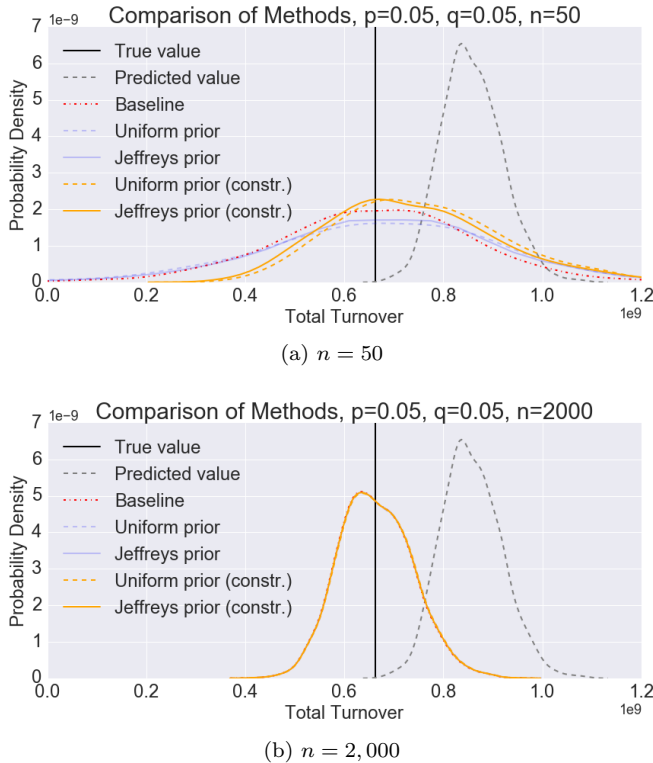 1e-9
Comparison of Methods, p=0.05, q=0.05, n=50
7
6
5
4
3
2
1
0
Probability Density
True value
Predicted value
Baseline
Uniform prior
Jeffreys prior
Uniform prior (constr.)
Jeffreys prior (constr.)
0.0 0.2 0.4 0.6 0.8 1.0 1.2
Total Turnover
1e9
(a) n = 50
1e-9
Comparison of Methods, p=0.05, q=0.05, n=2000
7
6
5
4
3
2
1
0
Probability Density
True value
Predicted value
Baseline
Uniform prior
Jeffreys prior
Uniform prior (constr.)
Jeffreys prior (constr.)
0.0 0.2 0.4 0.6 0.8 1.0 1.2
Total Turnover
1e9
(b) n = 2,000